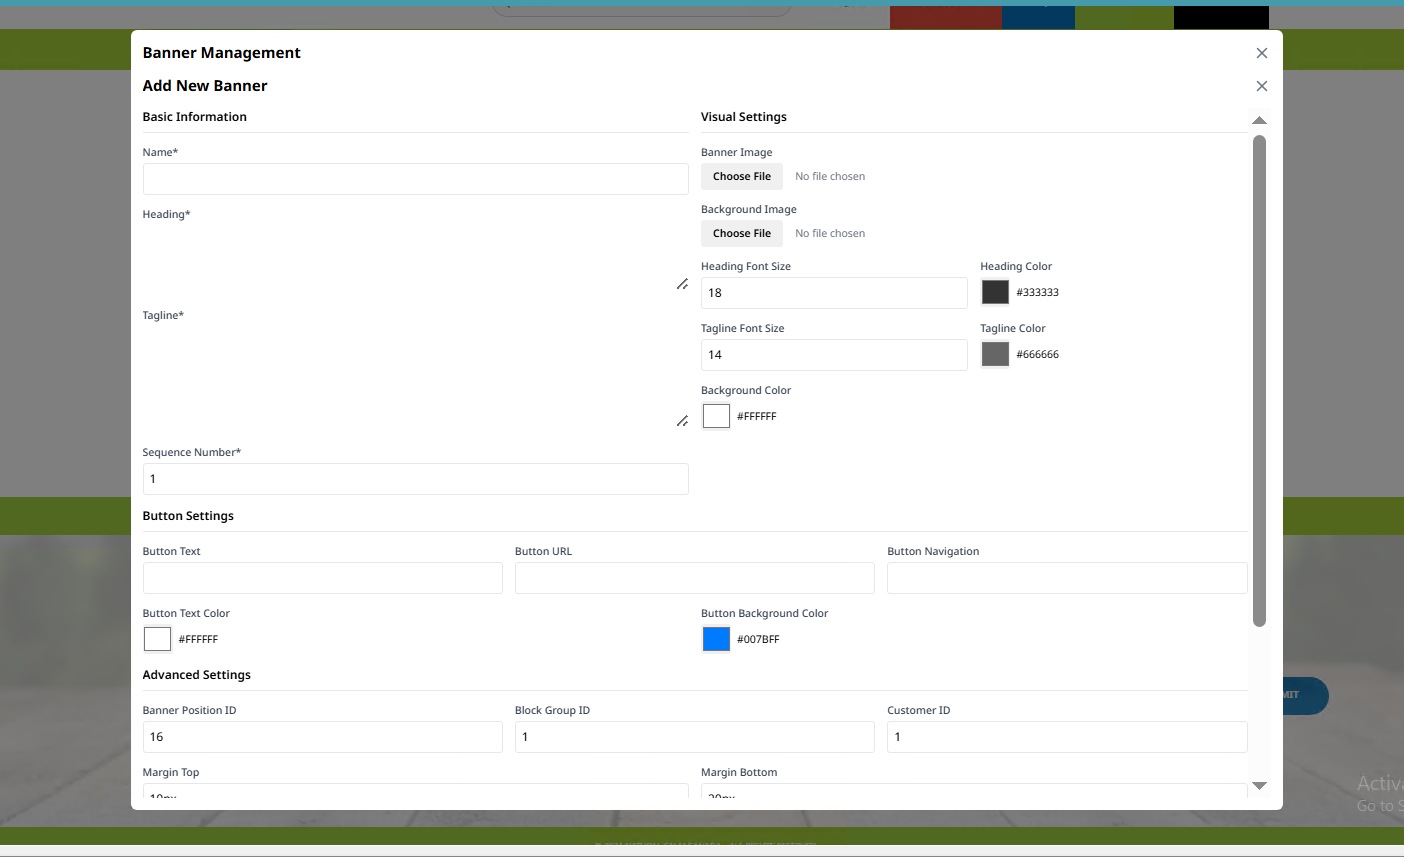 Banner Management
Add New Banner
Basic Information
Name*
Heading*
Tagline*
Sequence Number*
1
Visual Settings
Banner Image
Choose File No file chosen
Background Image
Choose File No file chosen
Heading Font Size Heading Color
18 #333333
Tagline Font Size Tagline Color
14 #666666
Background Color
#FFFFFF
Button Settings
Button Text Button URL Button Navigation
Button Text Color Button Background Color
#FFFFFF #007BFF
Advanced Settings
Banner Position ID Block Group ID Customer ID
16 1 1
Margin Top Margin Bottom
10px 20px
MIT
Activa
Go to S